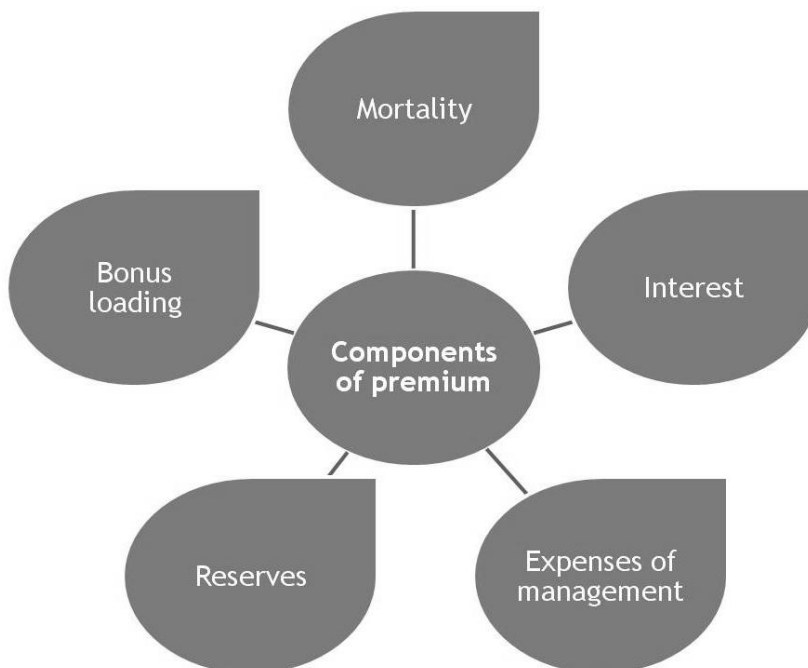 Mortality
Bonus
loading
Interest
Components
of premium
Reserves
Expenses of
management